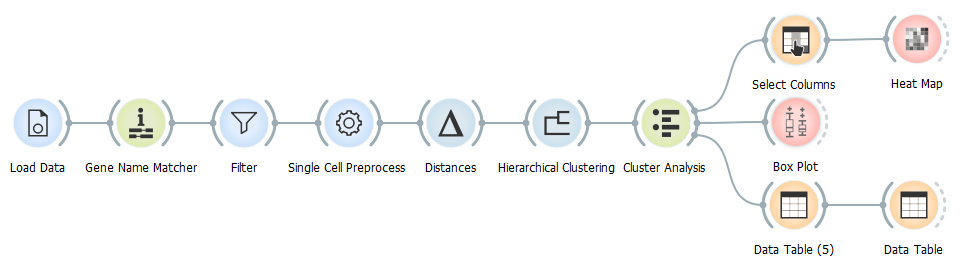 Load Data
Gene Name Matcher
Filter
Single Cell Preprocess
Distances
Hierarchical Clustering
Cluster Analysis
Select Columns
Heat Map
Box Plot
Data Table (5)
Data Table